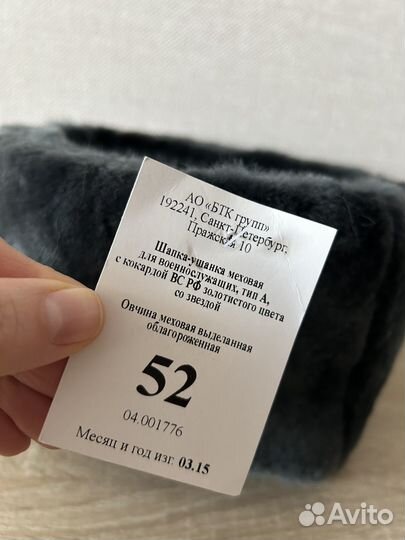 АО «БТК групп»
192241, Санкт-Петербург,
Пражская 10
Шапка-ушанка меховая
для военнослужащих, тип А,
с кокардой ВС РФ золотистого цвета
со звездой
Овчина меховая выделанная
облагороженная
52
04.001776
Месяц и год изг. 03.15
Avito